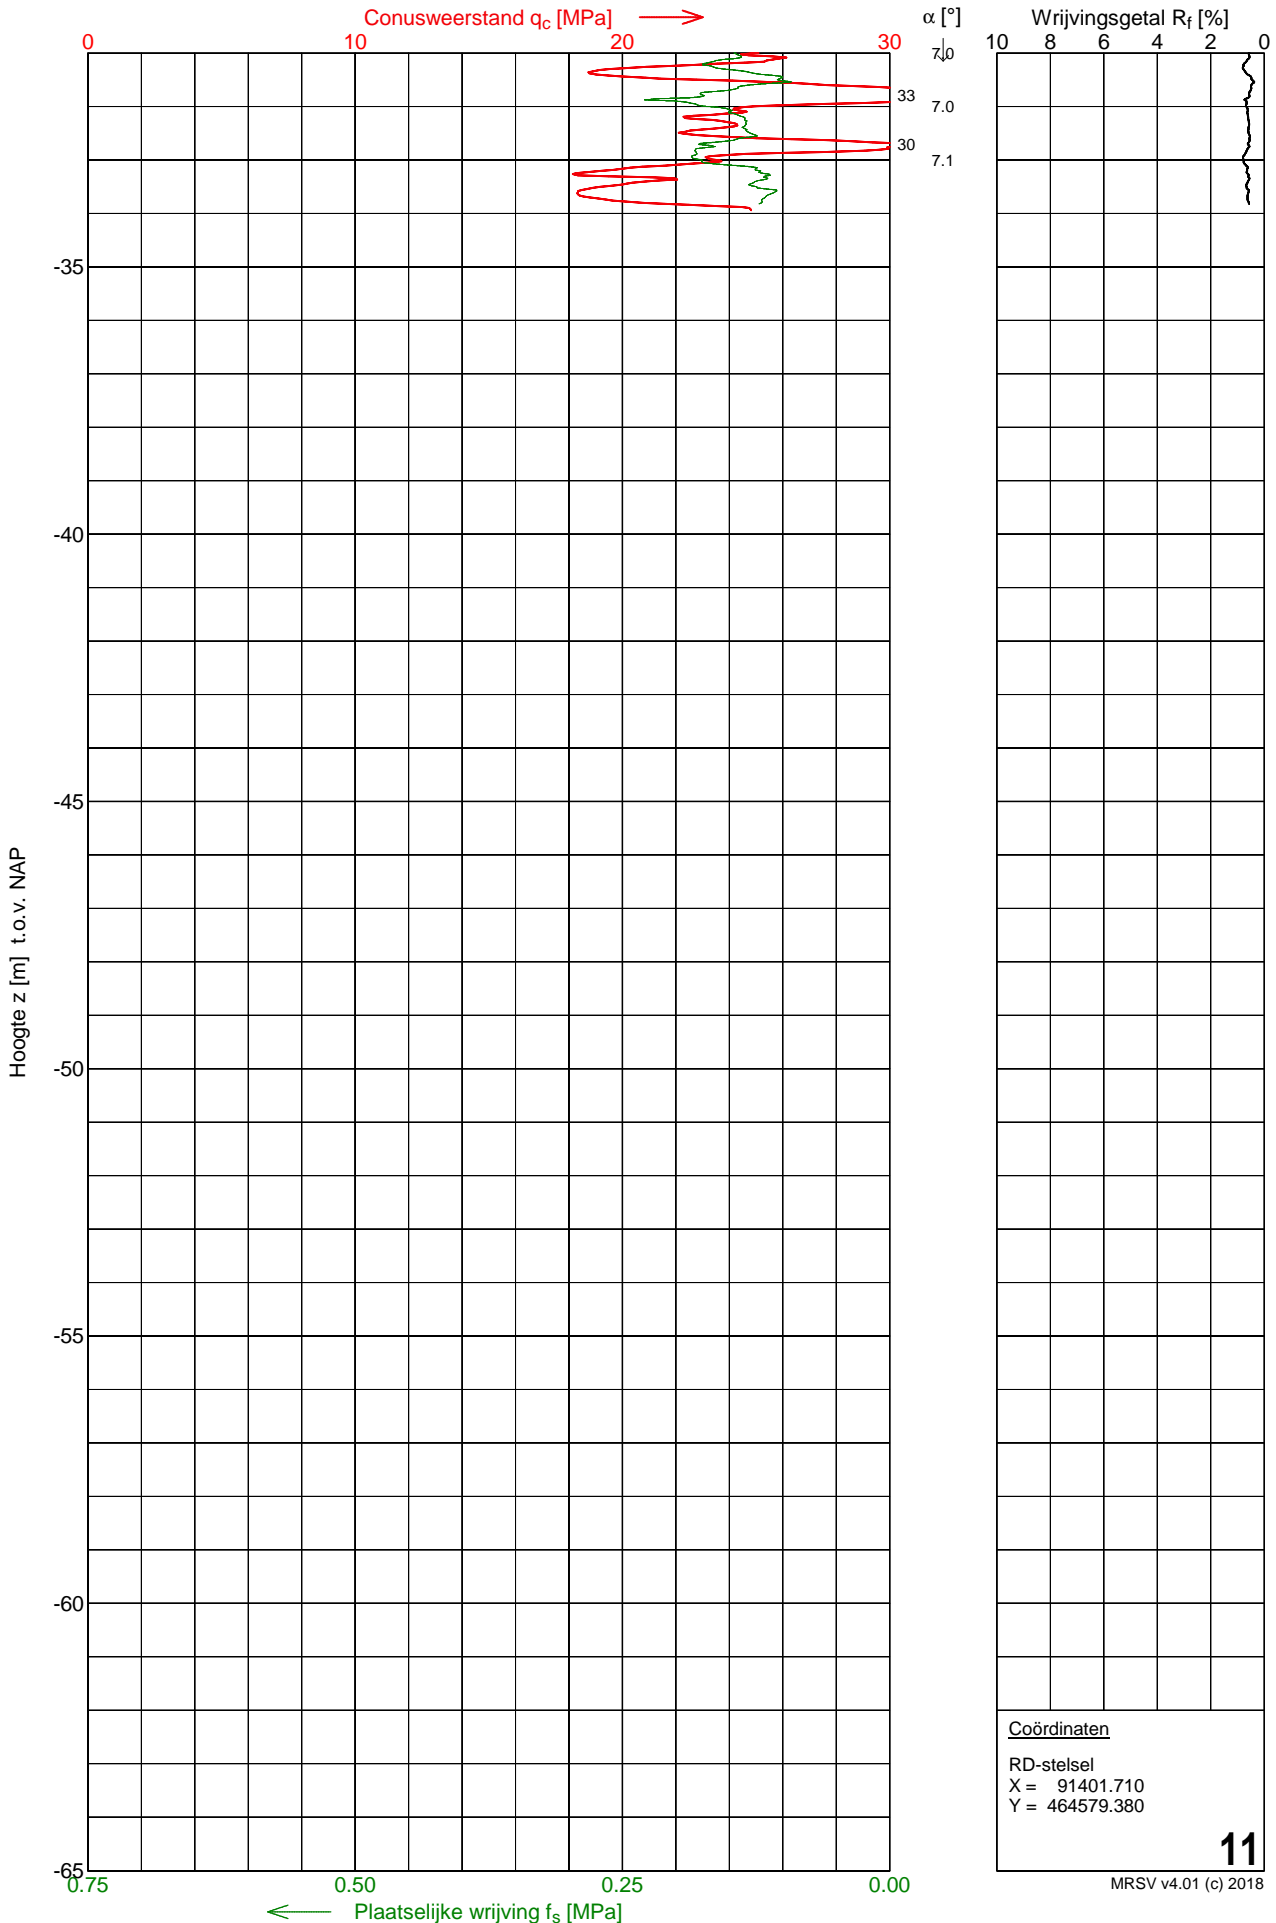 Conusweerstand qc [MPa]
α [°]
Wrijvingsgetal Rf [%]
0 10 20 30
10 8 6 4 2 0
7.0
33
7.0
30
7.1
-35
-40
-45
Hoogte z [m] t.o.v. NAP
-50
-55
-60
-65
Coördinaten
RD-stelsel
X = 91401.710
Y = 464579.380
11
0.75 0.50 0.25 0.00
MRSV v4.01 (c) 2018
Plaatselijke wrijving fs [MPa]